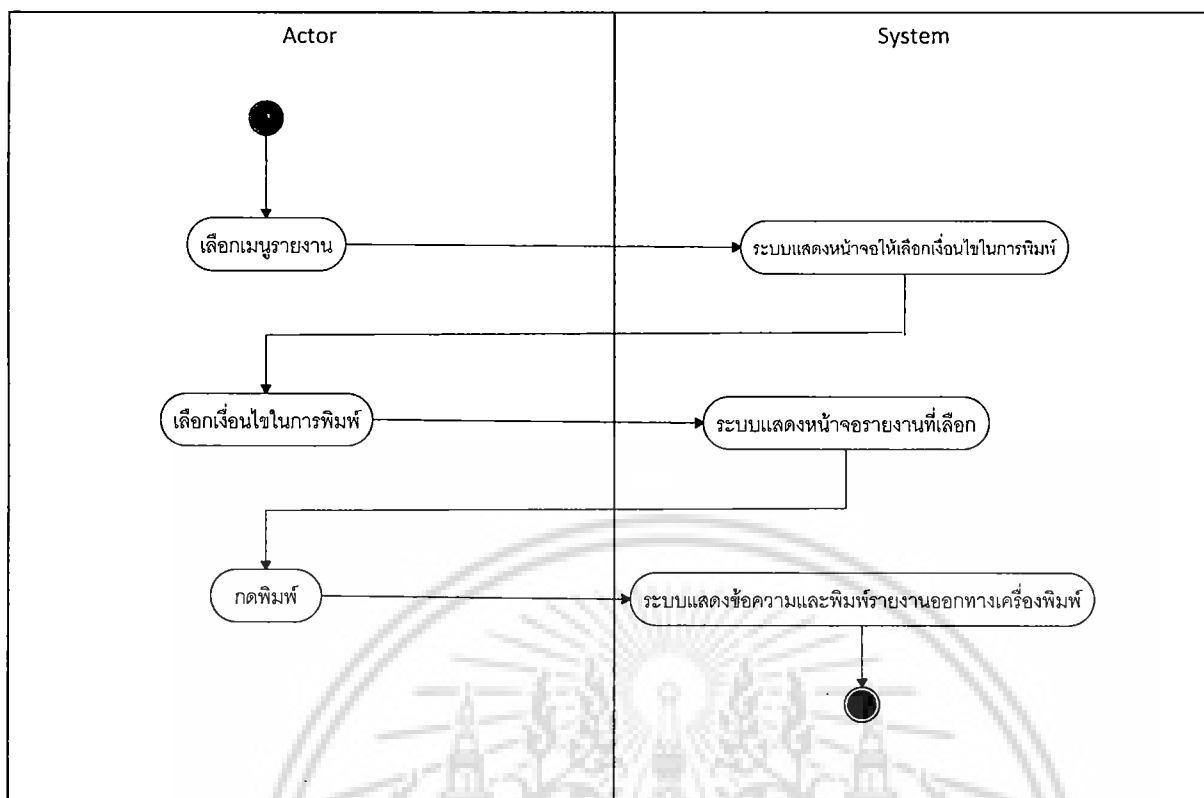 Actor
System
เลือกเมนูรายงาน
ระบบแสดงหน้าจอให้เลือกเงื่อนไขในการพิมพ์
เลือกเงื่อนไขในการพิมพ์
ระบบแสดงหน้าจอรายงานที่เลือก
กดพิมพ์
ระบบแสดงข้อความและพิมพ์รายงานออกทางเครื่องพิมพ์